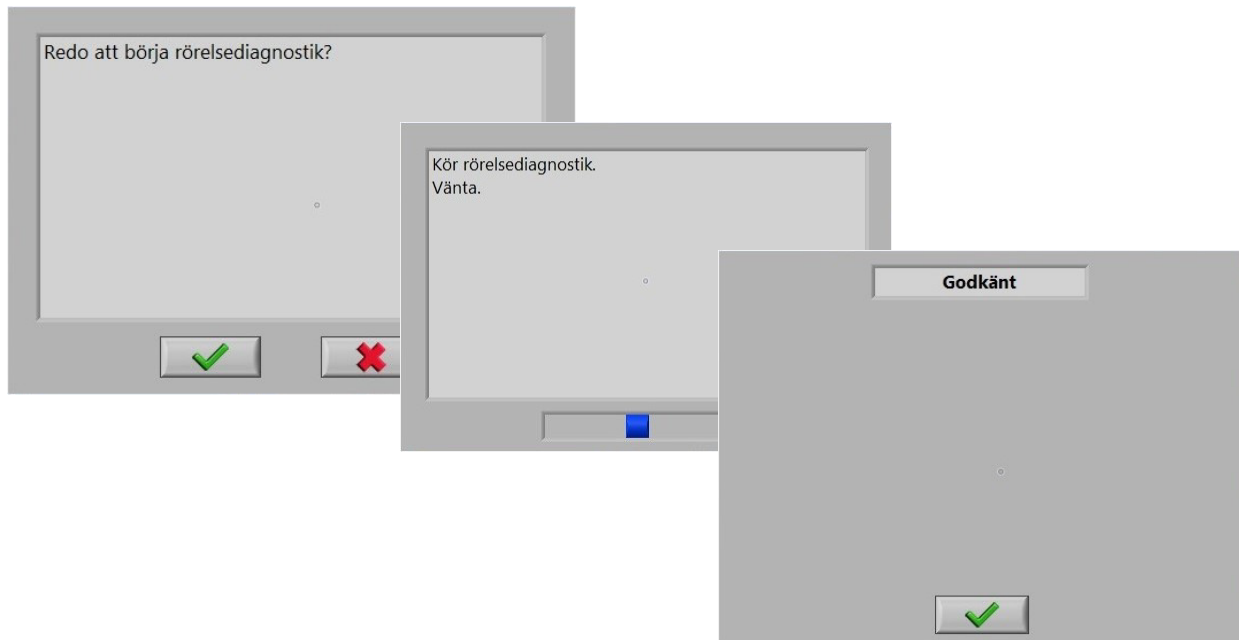 Redo att börja rörelsediagnostik?
Kör rörelsediagnostik.
Vänta.
Godkänt